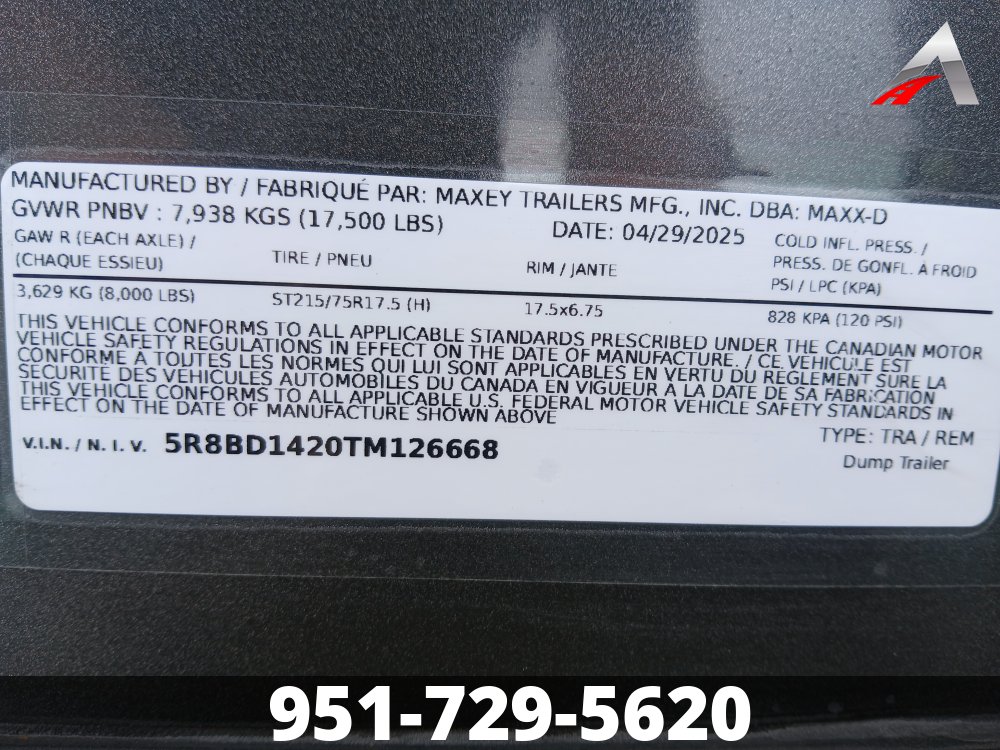 MANUFACTURED BY / FABRIQUÉ PAR: MAXEY TRAILERS MFG., INC. DBA: MAXX-D
GVWR PNBV : 7,938 KGS (17,500 LBS) DATE: 04/29/2025
GAW R (EACH AXLE) / (CHAQUE ESSIEU) TIRE / PNEU RIM / JANTE COLD INFL. PRESS. / PRESS. DE GONFL. À FROID PSI / LPC (KPA)
3,629 KG (8,000 LBS) ST215/75R17.5 (H) 17.5x6.75 828 KPA (120 PSI)
THIS VEHICLE CONFORMS TO ALL APPLICABLE STANDARDS PRESCRIBED UNDER THE CANADIAN MOTOR
VEHICLE SAFETY REGULATIONS IN EFFECT ON THE DATE OF MANUFACTURE. / CE VEHICULE EST
CONFORME A TOUTES LES NORMES QUI LUI SONT APPLICABLES EN VERTU DU REGLEMENT SURE LA
SECURITE DES VEHICULES AUTOMOBILES DU CANADA EN VIGUEUR A LA DATE DE SA FABRICATION
THIS VEHICLE CONFORMS TO ALL APPLICABLE U.S. FEDERAL MOTOR VEHICLE SAFETY STANDARDS IN
EFFECT ON THE DATE OF MANUFACTURE SHOWN ABOVE
V.I.N. / N. I. V. 5R8BD1420TM126668 TYPE: TRA / REM
Dump Trailer
951-729-5620